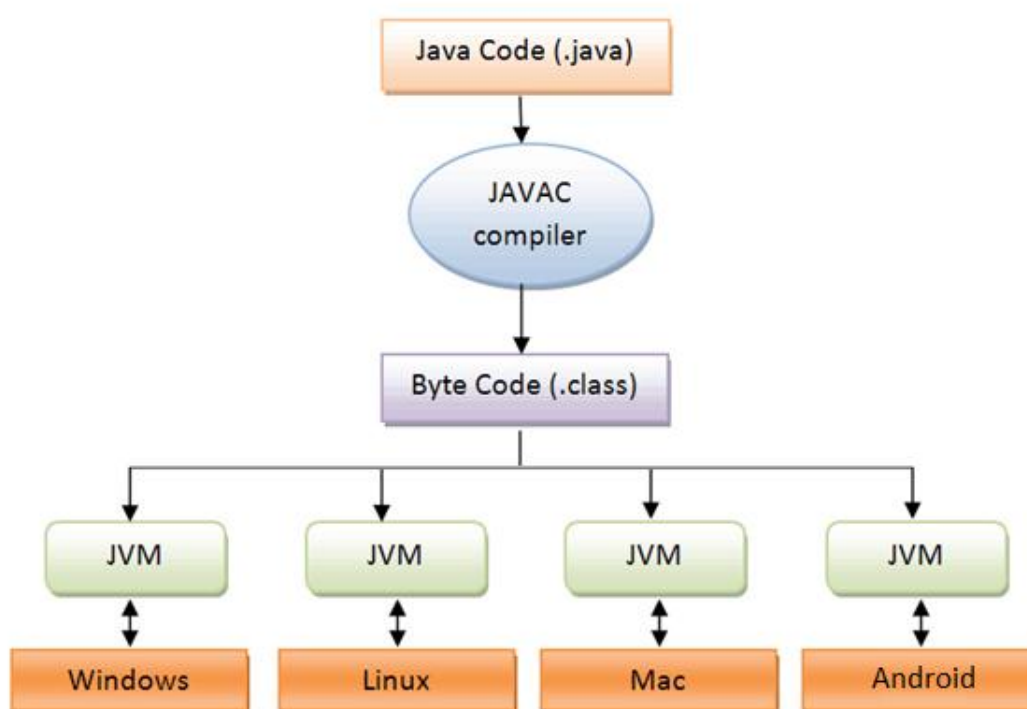 Java Code (.java)
JAVAC
compiler
Byte Code (.class)
JVM
JVM
JVM
JVM
Windows
Linux
Mac
Android